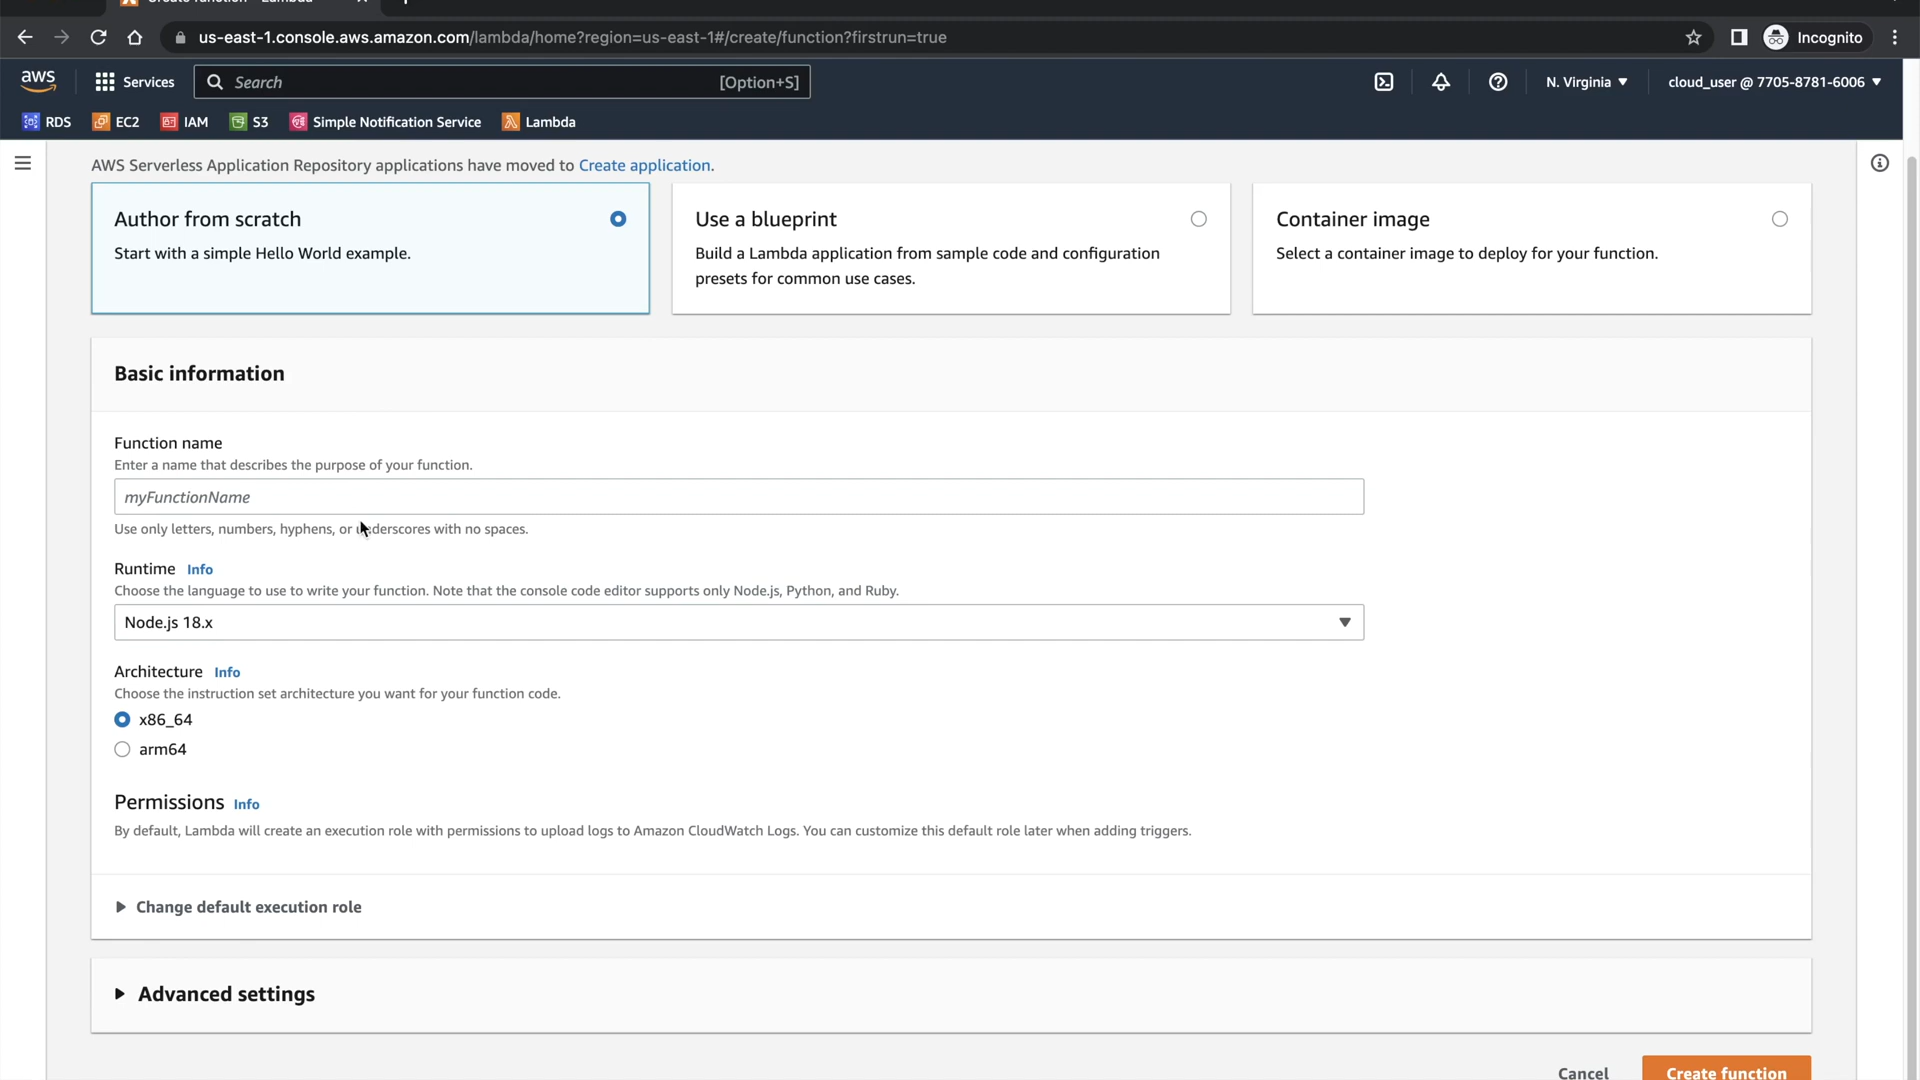 us-east-1.console.aws.amazon.com/lambda/home?region=us-east-1#/create/function?firstrun=true
Incognito
aws
Services
Search
[Option+S]
N. Virginia
cloud_user @ 7705-8781-6006
RDS
EC2
IAM
S3
Simple Notification Service
Lambda
AWS Serverless Application Repository applications have moved to Create application.
Author from scratch
Start with a simple Hello World example.
Use a blueprint
Build a Lambda application from sample code and configuration
presets for common use cases.
Container image
Select a container image to deploy for your function.
Basic information
Function name
Enter a name that describes the purpose of your function.
myFunctionName
Use only letters, numbers, hyphens, or underscores with no spaces.
Runtime Info
Choose the language to use to write your function. Note that the console code editor supports only Node.js, Python, and Ruby.
Node.js 18.x
Architecture Info
Choose the instruction set architecture you want for your function code.
x86_64
arm64
Permissions Info
By default, Lambda will create an execution role with permissions to upload logs to Amazon CloudWatch Logs. You can customize this default role later when adding triggers.
Change default execution role
Advanced settings
Cancel
Create function